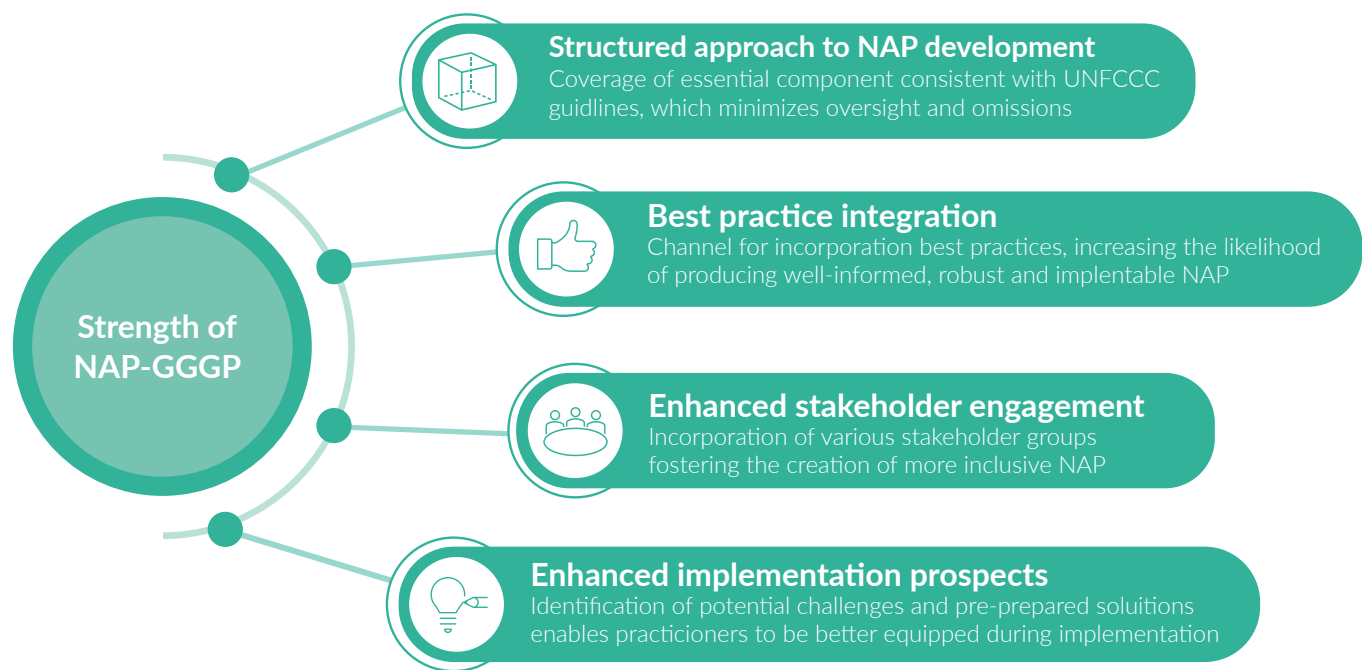 Strength of
NAP-GGGP
Structured approach to NAP development
Coverage of essential component consistent with UNFCCC
guidlines, which minimizes oversight and omissions
Best practice integration
Channel for incorporation best practices, increasing the likelihood
of producing well-informed, robust and implentable NAP
Enhanced stakeholder engagement
Incorporation of various stakeholder groups
fostering the creation of more inclusive NAP
Enhanced implementation prospects
Identification of potential challenges and pre-prepared soluitions
enables practicioners to be better equipped during implementation